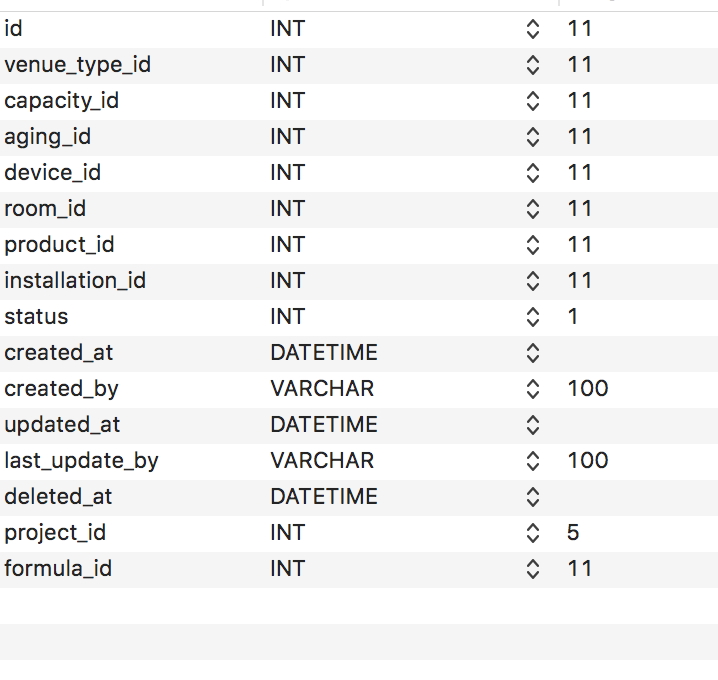 id INT 11
venue_type_id INT 11
capacity_id INT 11
aging_id INT 11
device_id INT 11
room_id INT 11
product_id INT 11
installation_id INT 11
status INT 1
created_at DATETIME
created_by VARCHAR 100
updated_at DATETIME
last_update_by VARCHAR 100
deleted_at DATETIME
project_id INT 5
formula_id INT 11